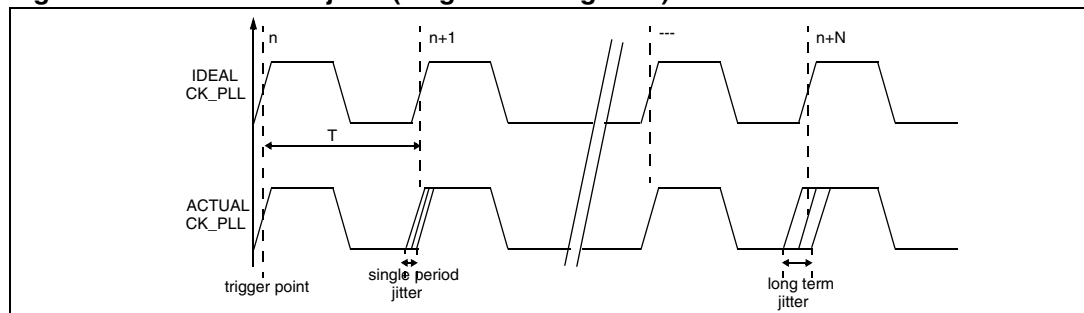 n
n+1
---
n+N
IDEAL
CK_PLL
T
ACTUAL
CK_PLL
trigger point
single period
jitter
long term
jitter